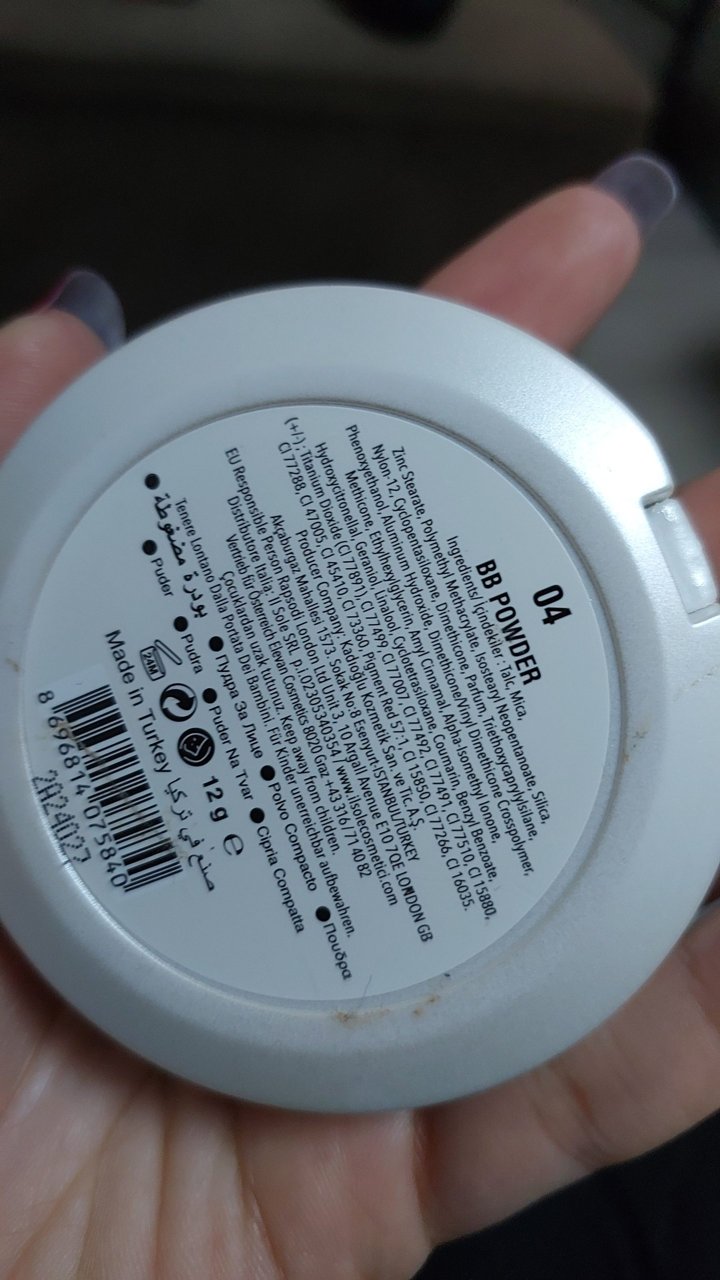 04
BB POWDER
Ingredients/ İçindekiler : Talc, Mica,
Zinc Stearate, Polymethyl Methacrylate, Isostearyl Neopentanoate, Silica,
Nylon-12, Cyclopentasiloxane, Dimethicone, Parfum, Triethoxycaprylylsilane,
Phenoxyethanol, Aluminum Hydroxide, Dimethicone/Vinyl Dimethicone Crosspolymer,
Methicone, Ethylhexylglycerin, Amyl Cinnamal, Alpha-Isomethyl Ionone,
Hydroxycitronellal, Geraniol, Linalool, Cyclotetrasiloxane, Coumarin, Benzyl Benzoate,
(+/-): Titanium Dioxide (CI 77891), CI 77499, CI 77007, CI 77492, CI 77491, CI 77510, CI 15880,
CI 77288, CI 47005, CI 45410, CI 73360, Pigment Red 57:1, CI 15850, CI 77266, CI 16035.
Producer Company: Kadıoğlu Kozmetik San. ve Tic. A.Ş.
Akçaburgaz Mahallesi 1573. Sokak No:8 Esenyurt/İSTANBUL/TURKEY
EU Responsible Person Rapsodi London Ltd Unit 3, 10 Argall Avenue E10 7QE LONDON GB
Distributore Italia: Il Sole SRL. p.i. 02305340354 / www.ilsolecosmetici.com
Vertrieb für Österreich Elevan Cosmetics 8020 Graz +43 316/71 40 82
Çocuklardan uzak tutunuz. Keep away from children.
Tenere Lontano Dalla Portata Dei Bambini. Für Kinder unerreichbar aufbewahren.
● بودرة مضغوطة ● Пудра За Лице ● Polvo Compacto ● Пουδρα
● Puder ● Pudra ● Puder Na Tvar ● Cipria Compatta
24M 12 g e
Made in Turkey صنع في تركيا
8 696814 075840
2H24027